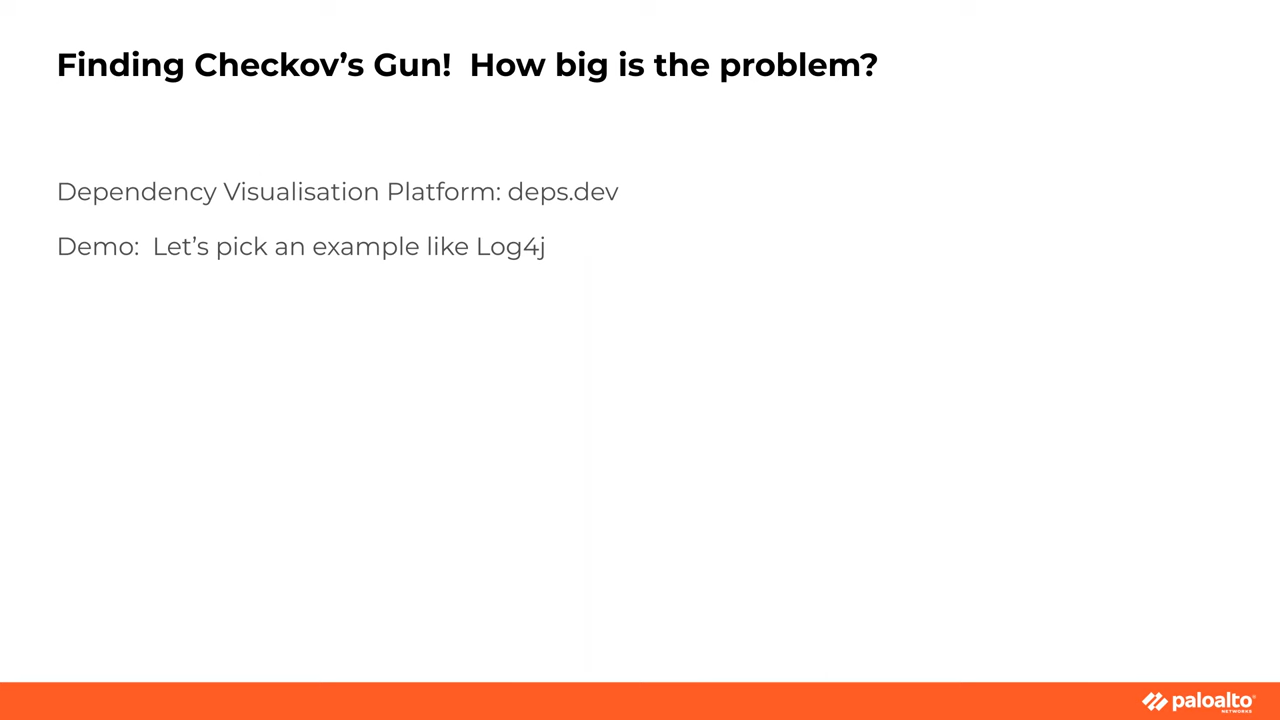 Finding Checkov’s Gun!  How big is the problem?
Dependency Visualisation Platform: deps.dev
Demo:  Let’s pick an example like Log4j
paloalto®
NETWORKS